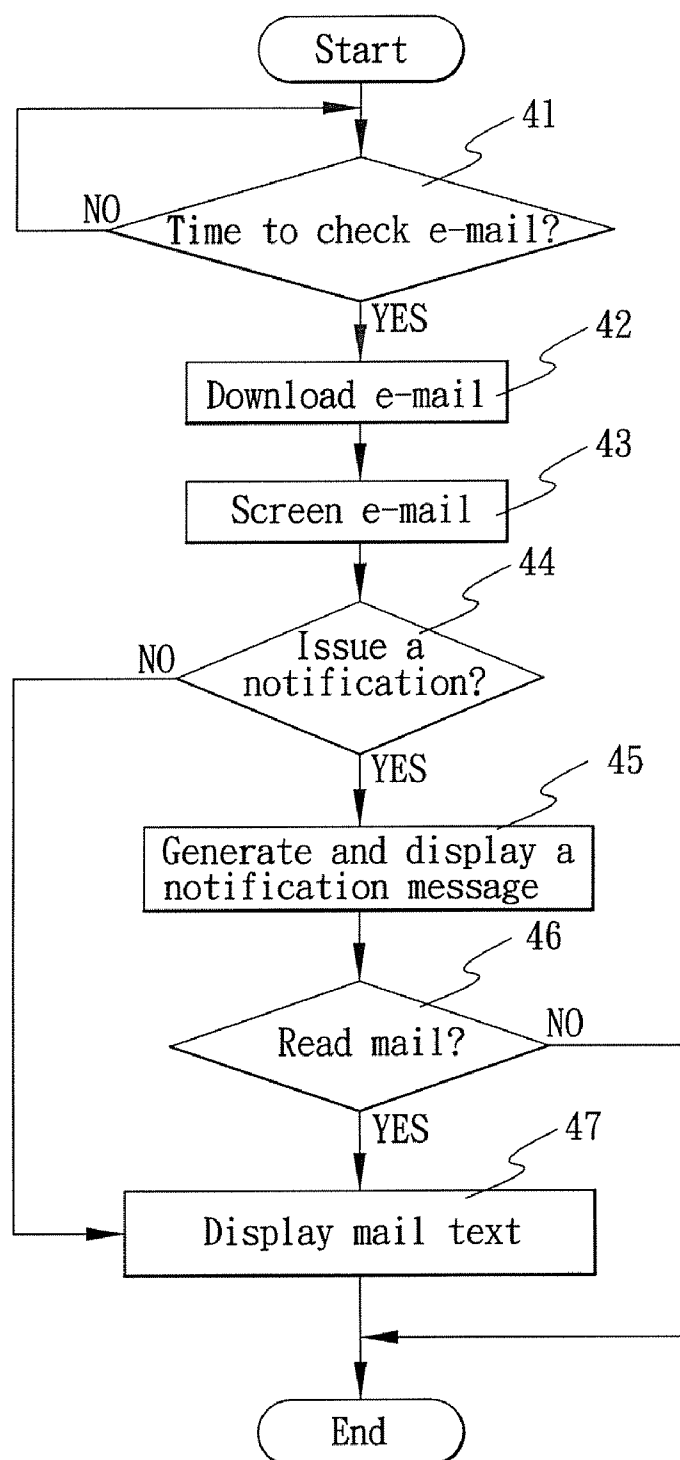 Start
41
NO
Time to check e-mail?
YES
42
Download e-mail
43
Screen e-mail
44
NO
Issue a
notification?
YES
45
Generate and display a
notification message
46
Read mail?
NO
YES
47
Display mail text
End